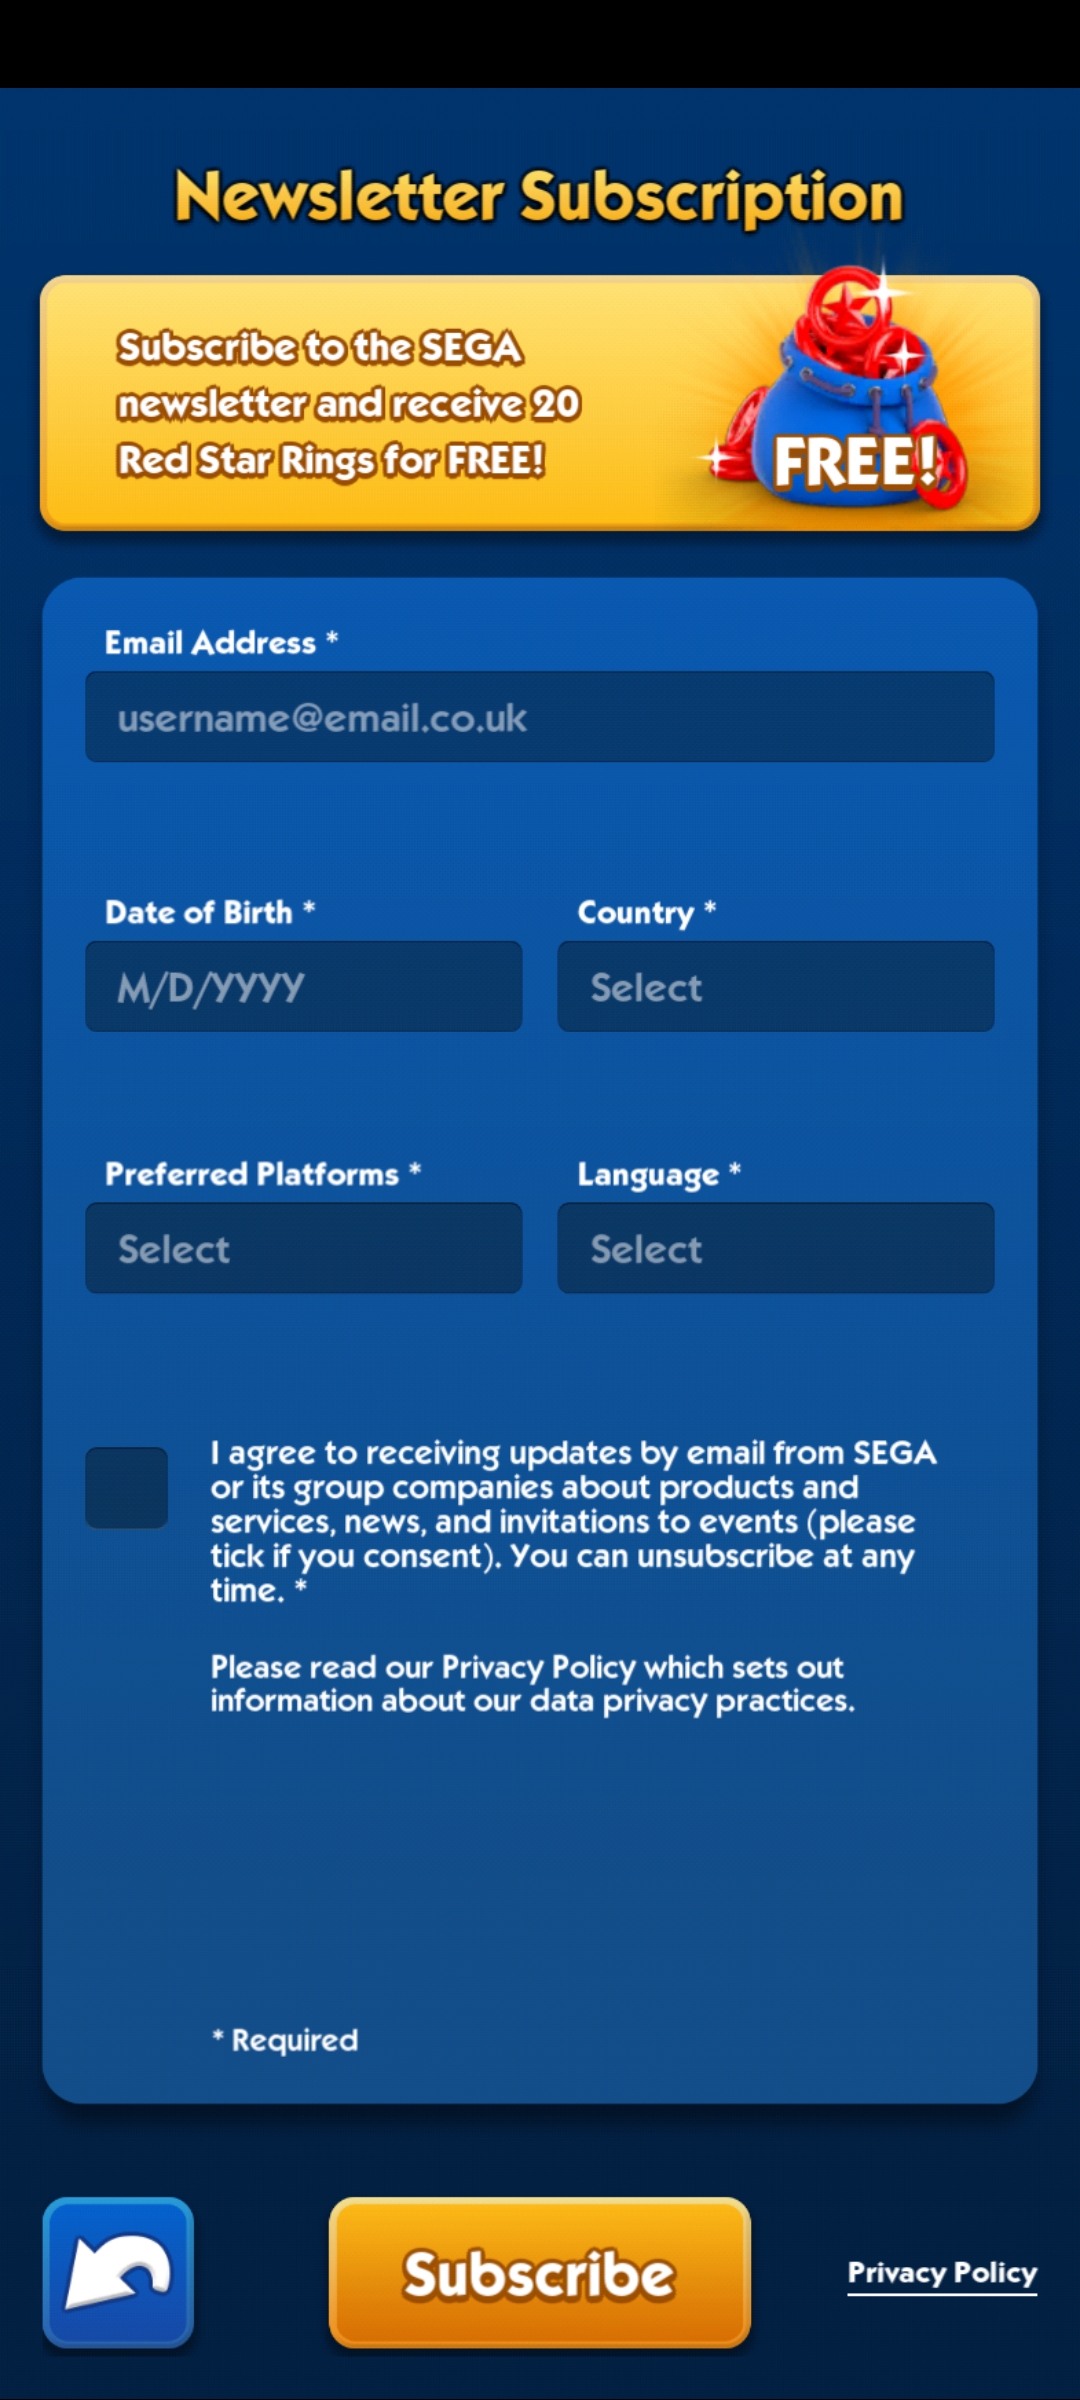 Newsletter Subscription
Subscribe to the SEGA
newsletter and receive 20
Red Star Rings for FREE!
FREE!
Email Address *
username@email.co.uk
Date of Birth *
Country *
M/D/YYYY
Select
Preferred Platforms *
Language *
Select
Select
I agree to receiving updates by email from SEGA
or its group companies about products and
services, news, and invitations to events (please
tick if you consent). You can unsubscribe at any
time. *
Please read our Privacy Policy which sets out
information about our data privacy practices.
* Required
Subscribe
Privacy Policy